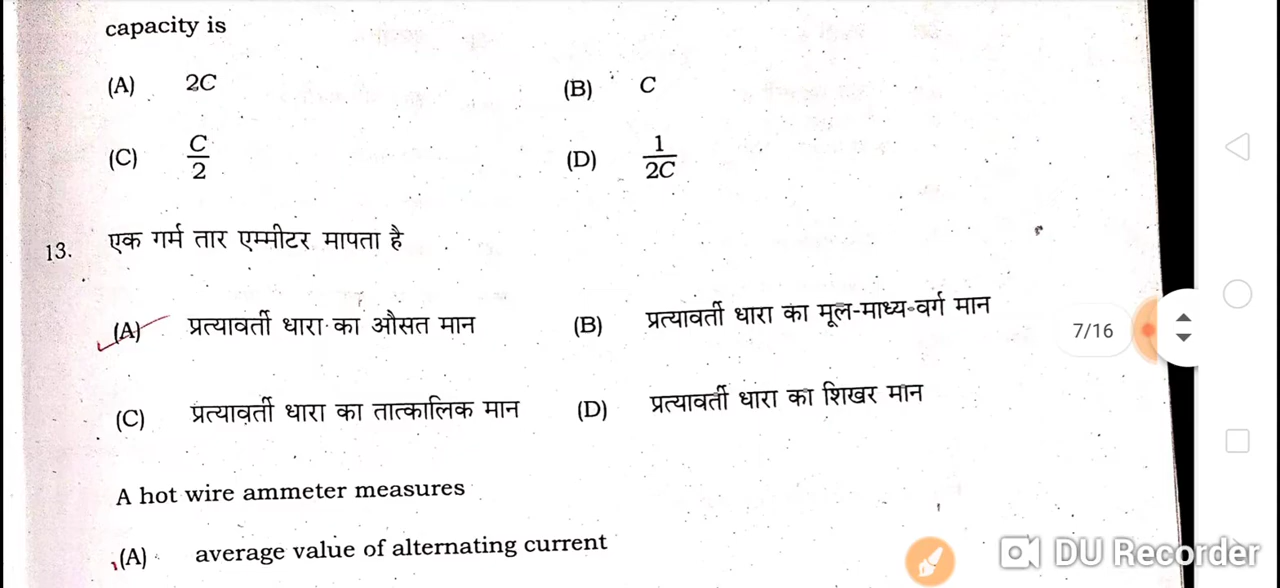 capacity is
(A) 2C (B) C
(C) C/2 (D) 1/2C
13. एक गर्म तार एम्मीटर मापता है
(A) प्रत्यावर्ती धारा का औसत मान (B) प्रत्यावर्ती धारा का मूल-माध्य-वर्ग मान
(C) प्रत्यावर्ती धारा का तात्कालिक मान (D) प्रत्यावर्ती धारा का शिखर मान
A hot wire ammeter measures
(A) average value of alternating current
7/16
DU Recorder